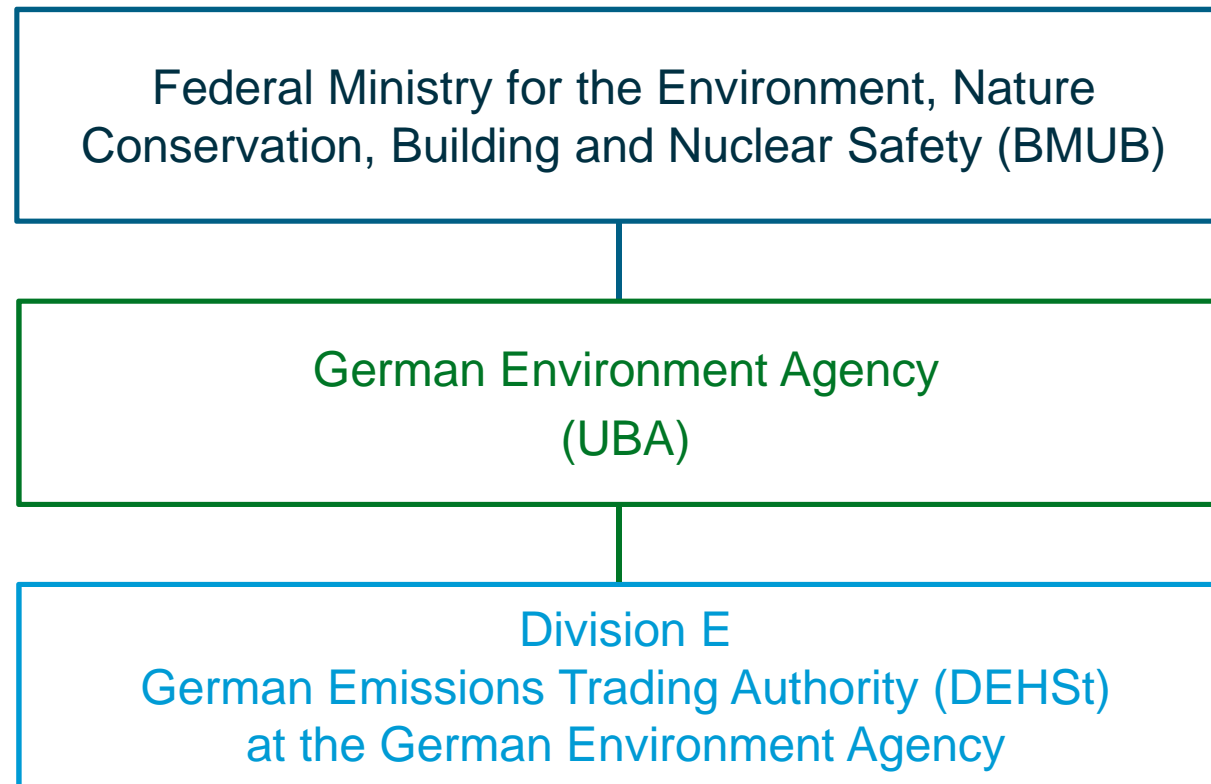 Federal Ministry for the Environment, Nature
Conservation, Building and Nuclear Safety (BMUB)
German Environment Agency
(UBA)
Division E
German Emissions Trading Authority (DEHSt)
at the German Environment Agency